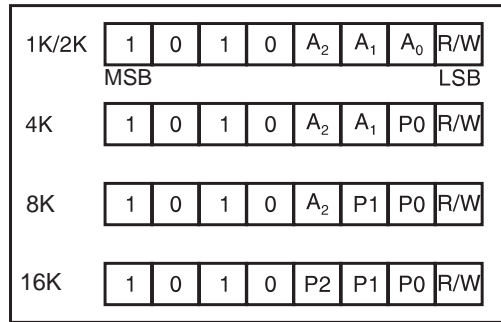 1K/2K 1 0 1 0 A₂ A₁ A₀ R/W
MSB LSB
4K 1 0 1 0 A₂ A₁ P0 R/W
8K 1 0 1 0 A₂ P1 P0 R/W
16K 1 0 1 0 P2 P1 P0 R/W